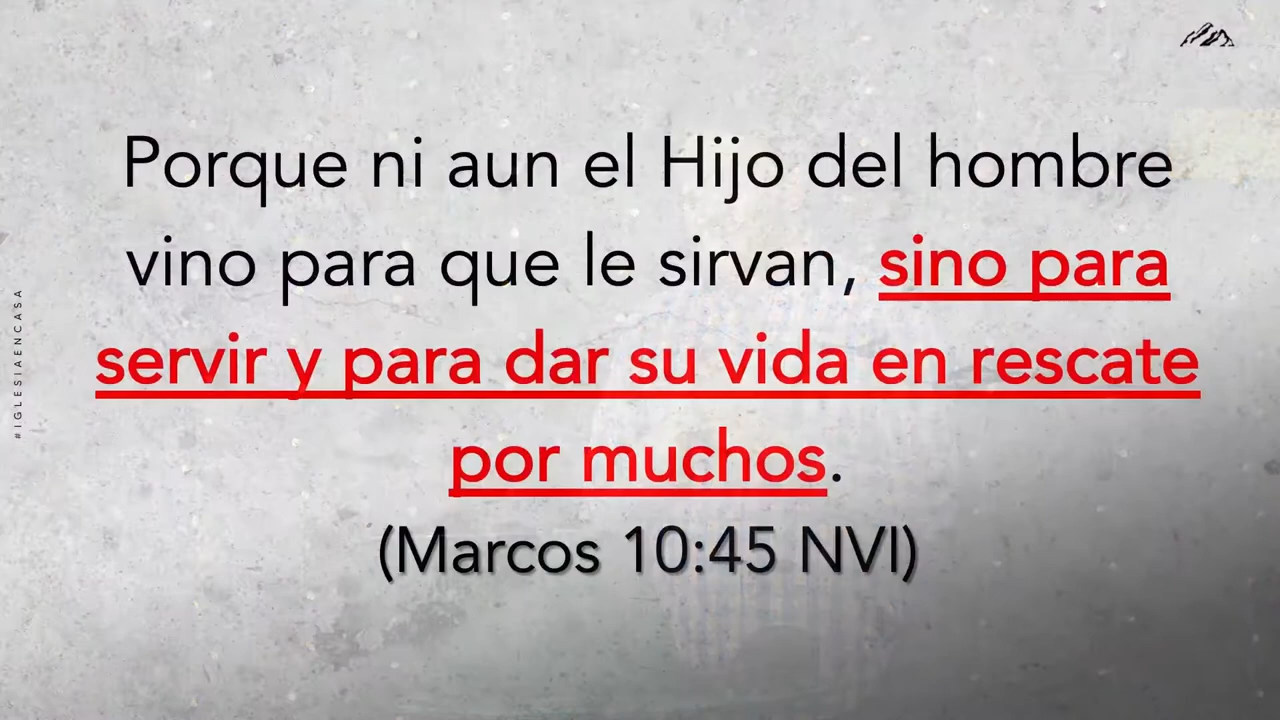 Porque ni aun el Hijo del hombre
vino para que le sirvan, sino para
servir y para dar su vida en rescate
por muchos.
(Marcos 10:45 NVI)
#IGLESIAENCASA